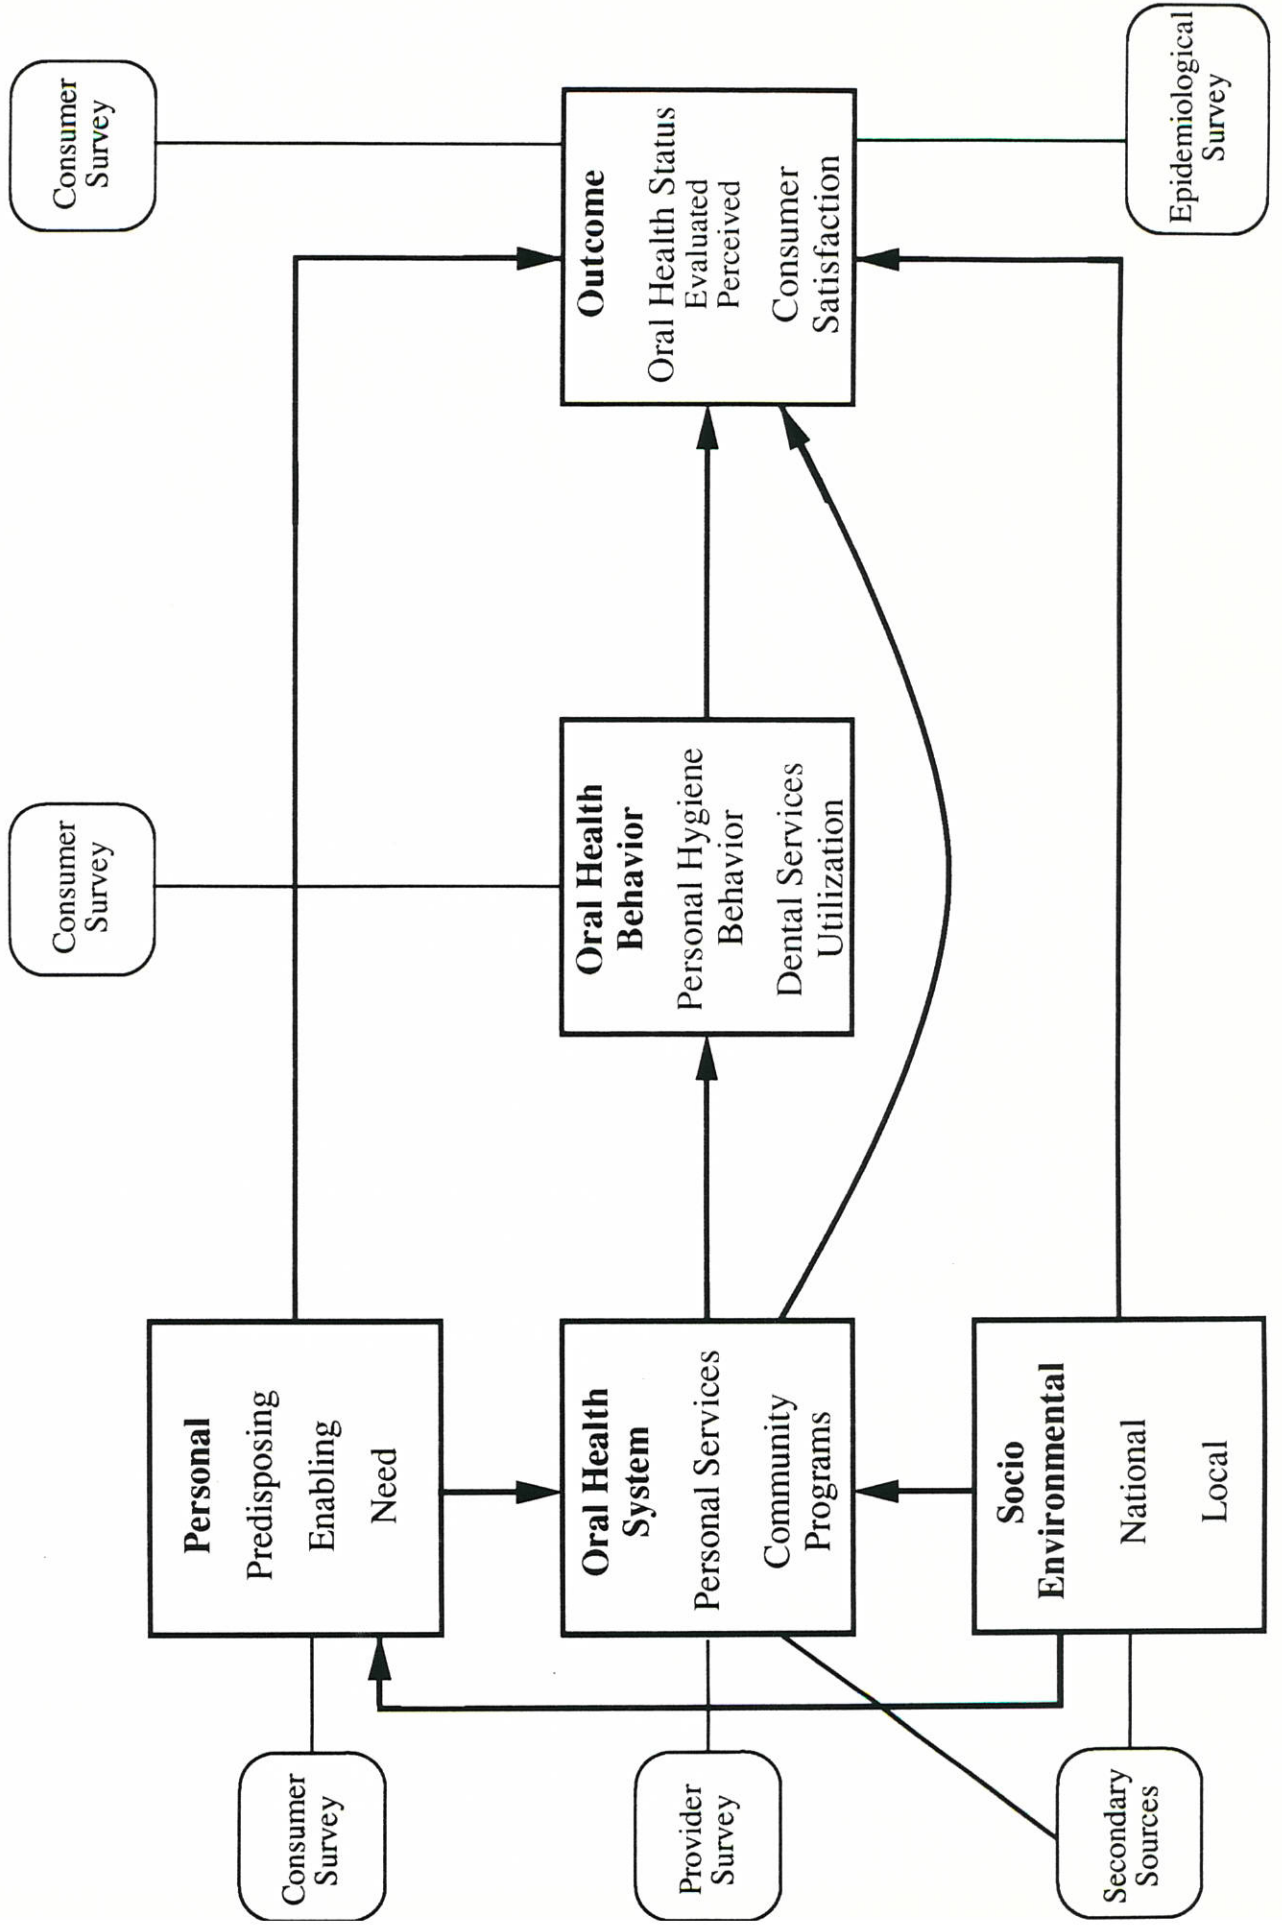 Consumer
Survey
Personal
Predisposing
Enabling
Need
Provider
Survey
Oral Health
System
Personal Services
Community
Programs
Secondary
Sources
Socio
Environmental
National
Local
Consumer
Survey
Oral Health
Behavior
Personal Hygiene
Behavior
Dental Services
Utilization
Consumer
Survey
Outcome
Oral Health Status
Evaluated
Perceived
Consumer
Satisfaction
Epidemiological
Survey